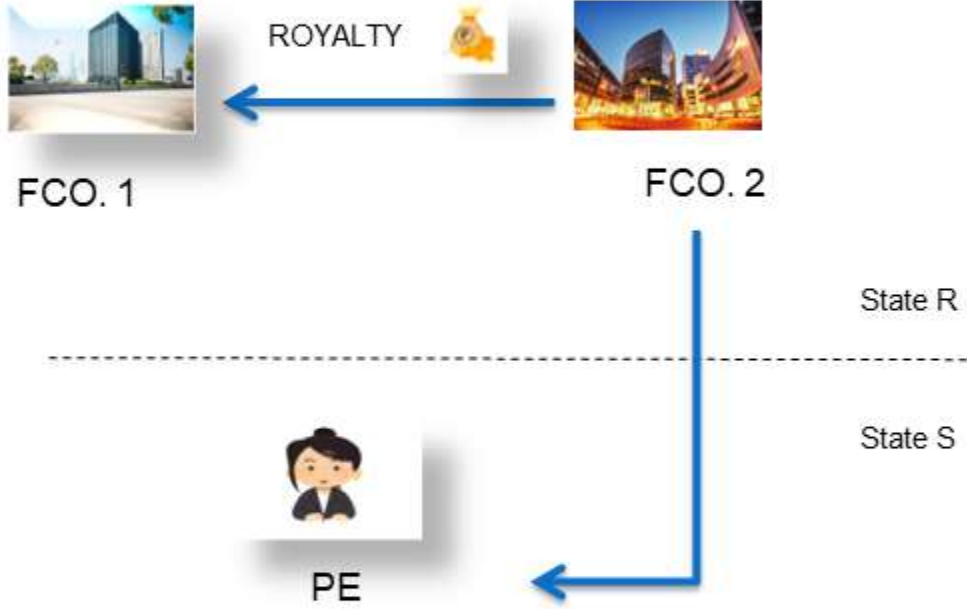 ROYALTY
FCO. 1
FCO. 2
State R
State S
PE